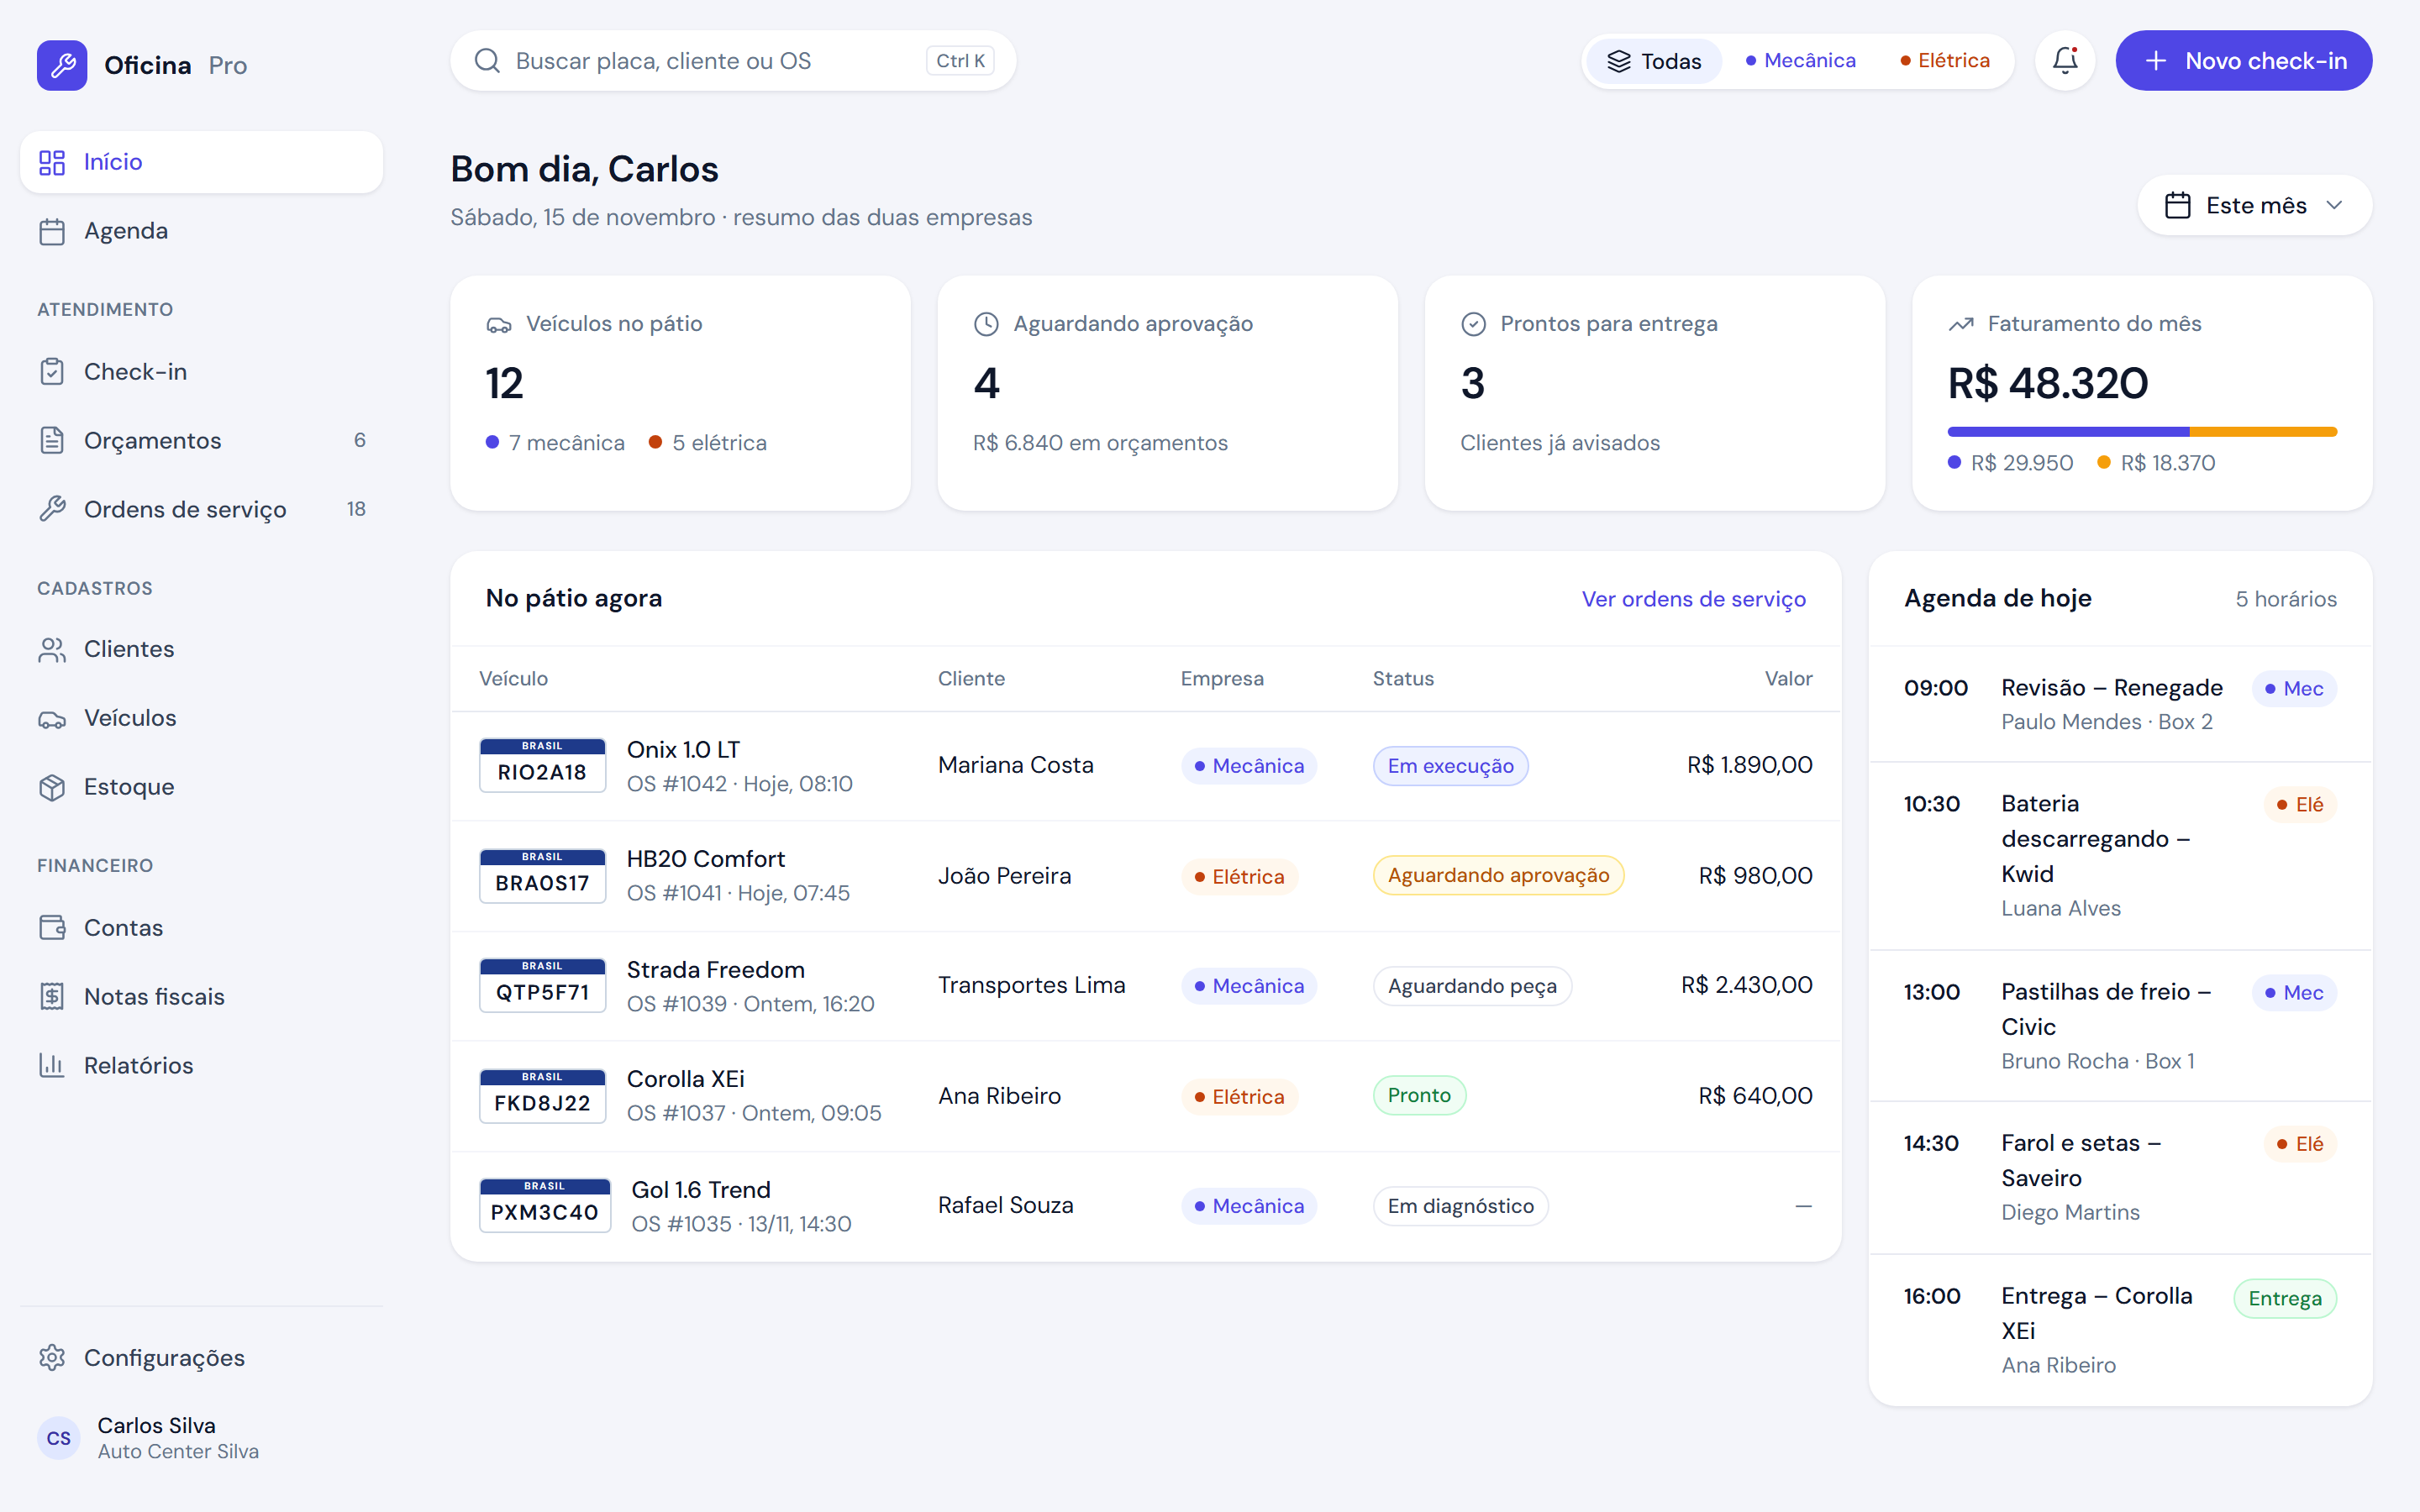 Oficina Pro
Início
Agenda
ATENDIMENTO
Check-in
Orçamentos 6
Ordens de serviço 18
CADASTROS
Clientes
Veículos
Estoque
FINANCEIRO
Contas
Notas fiscais
Relatórios
Configurações
CS
Carlos Silva
Auto Center Silva
Buscar placa, cliente ou OS Ctrl K
Todas Mecânica Elétrica
Novo check-in
Bom dia, Carlos
Sábado, 15 de novembro · resumo das duas empresas
Este mês
Veículos no pátio
12
7 mecânica 5 elétrica
Aguardando aprovação
4
R$ 6.840 em orçamentos
Prontos para entrega
3
Clientes já avisados
Faturamento do mês
R$ 48.320
R$ 29.950 R$ 18.370
No pátio agora Ver ordens de serviço
Veículo Cliente Empresa Status Valor
BRASIL
RIO2A18
Onix 1.0 LT
OS #1042 · Hoje, 08:10
Mariana Costa Mecânica Em execução R$ 1.890,00
BRASIL
BRA0S17
HB20 Comfort
OS #1041 · Hoje, 07:45
João Pereira Elétrica Aguardando aprovação R$ 980,00
BRASIL
QTP5F71
Strada Freedom
OS #1039 · Ontem, 16:20
Transportes Lima Mecânica Aguardando peça R$ 2.430,00
BRASIL
FKD8J22
Corolla XEi
OS #1037 · Ontem, 09:05
Ana Ribeiro Elétrica Pronto R$ 640,00
BRASIL
PXM3C40
Gol 1.6 Trend
OS #1035 · 13/11, 14:30
Rafael Souza Mecânica Em diagnóstico —
Agenda de hoje 5 horários
09:00 Revisão – Renegade Mec
Paulo Mendes · Box 2
10:30 Bateria Elé
descarregando –
Kwid
Luana Alves
13:00 Pastilhas de freio – Mec
Civic
Bruno Rocha · Box 1
14:30 Farol e setas – Elé
Saveiro
Diego Martins
16:00 Entrega – Corolla Entrega
XEi
Ana Ribeiro